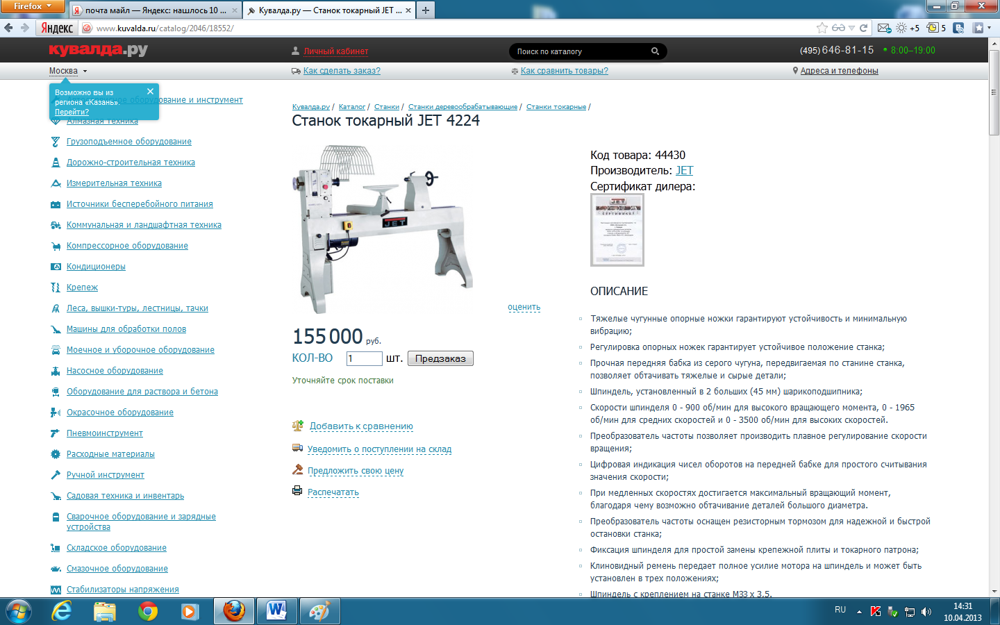 Firefox
почта майл — Яндекс: нашлось 10 ...
Кувалда.ру — Станок токарный JET ...
Яндекс
www.kuvalda.ru/catalog/2046/18552/
+5
5
кувалда.ру
Личный кабинет
Поиск по каталогу
(495) 646-81-15
8:00–19:00
Москва
Как сделать заказ?
Как сравнить товары?
Адреса и телефоны
Возможно вы из
региона «Казань».
Перейти?
оборудование и инструмент
Алмазная техника
Грузоподъемное оборудование
Дорожно-строительная техника
Измерительная техника
Источники бесперебойного питания
Коммунальная и ландшафтная техника
Компрессорное оборудование
Кондиционеры
Крепеж
Леса, вышки-туры, лестницы, тачки
Машины для обработки полов
Моечное и уборочное оборудование
Насосное оборудование
Оборудование для раствора и бетона
Окрасочное оборудование
Пневмоинструмент
Расходные материалы
Ручной инструмент
Садовая техника и инвентарь
Сварочное оборудование и зарядные
устройства
Складское оборудование
Смазочное оборудование
Стабилизаторы напряжения
Кувалда.ру / Каталог / Станки / Станки деревообрабатывающие / Станки токарные /
Станок токарный JET 4224
JET
оценить
155 000 руб.
КОЛ-ВО 1 шт. Предзаказ
Уточняйте срок поставки
Добавить к сравнению
Уведомить о поступлении на склад
Предложить свою цену
Распечатать
Код товара: 44430
Производитель: JET
Сертификат дилера:
JET
СЕРТИФИКАТ
ОПИСАНИЕ
Тяжелые чугунные опорные ножки гарантируют устойчивость и минимальную
вибрацию;
Регулировка опорных ножек гарантирует устойчивое положение станка;
Прочная передняя бабка из серого чугуна, передвигаемая по станине станка,
позволяет обтачивать тяжелые и сырые детали;
Шпиндель, установленный в 2 больших (45 мм) шарикоподшипника;
Скорости шпинделя 0 - 900 об/мин для высокого вращающего момента, 0 - 1965
об/мин для средних скоростей и 0 - 3500 об/мин для высоких скоростей.
Преобразователь частоты позволяет производить плавное регулирование скорости
вращения;
Цифровая индикация чисел оборотов на передней бабке для простого считывания
значения скорости;
При медленных скоростях достигается максимальный вращающий момент,
благодаря чему возможно обтачивание деталей большого диаметра.
Преобразователь частоты оснащен резисторным тормозом для надежной и быстрой
остановки станка;
Фиксация шпинделя для простой замены крепежной плиты и токарного патрона;
Клиновидный ремень передает полное усилие мотора на шпиндель и может быть
установлен в трех положениях;
Шпиндель с креплением на станке М33 х 3,5.
RU
14:31
10.04.2013